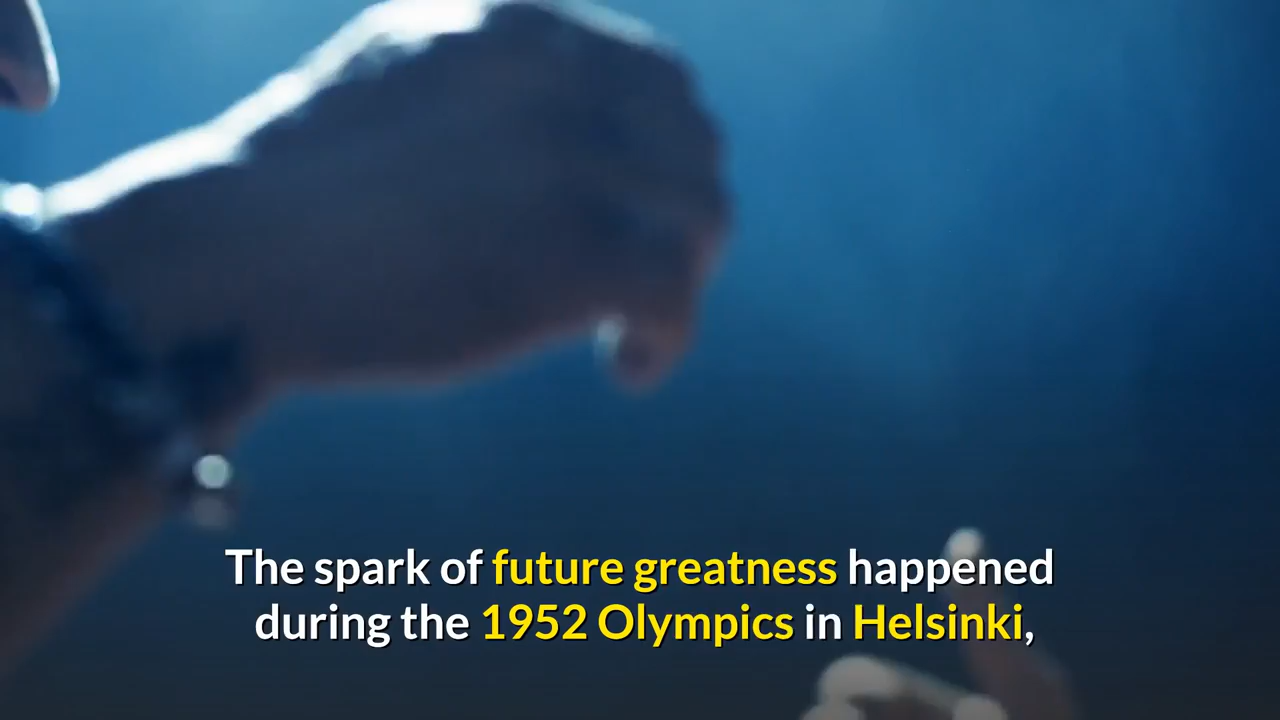 The spark of future greatness happened
during the 1952 Olympics in Helsinki,